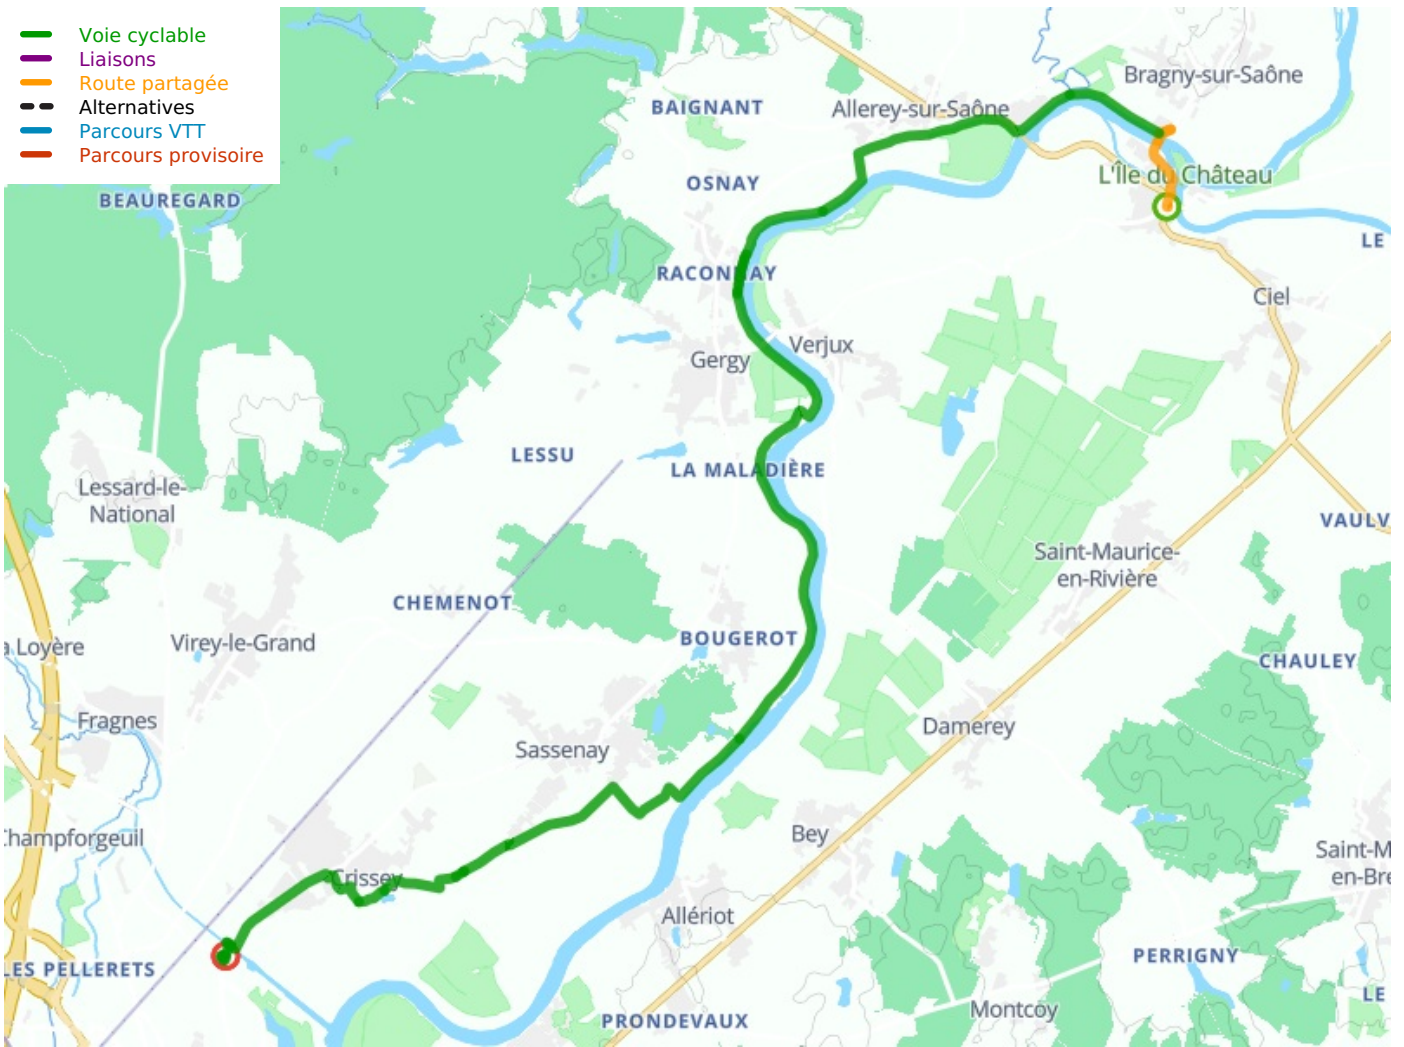 Voie cyclable
Liaisons
Route partagée
Alternatives
Parcours VTT
Parcours provisoire
Bragny-sur-Saône
BAIGNANT
Allerey-sur-Saône
L'Île du Château
OSNAY
BEAUREGARD
LE
RACONNAY
Ciel
Verjux
Gergy
LESSU
LA MALADIÈRE
Lessard-le-
National
VAULV
Saint-Maurice-
en-Rivière
CHEMENOT
BOUGEROT
Virey-le-Grand
a Loyère
CHAULEY
Fragnes
Damerey
Sassenay
Bey
Champforgeuil
Saint-M
en-Bre
Crissey
Allériot
PERRIGNY
LES PELLERETS
LE
Montcoy
PRONDEVAUX